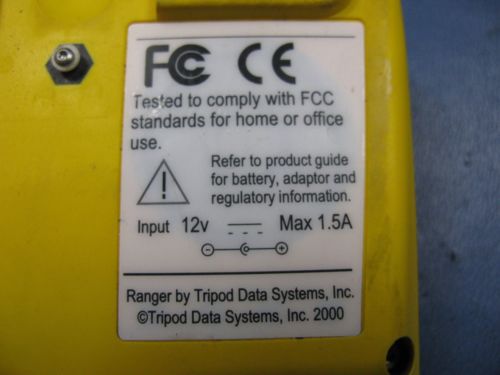 FC CE
Tested to comply with FCC
standards for home or office
use.
Refer to product guide
for battery, adaptor and
regulatory information.
Input 12v Max 1.5A
Ranger by Tripod Data Systems, Inc.
©Tripod Data Systems, Inc. 2000